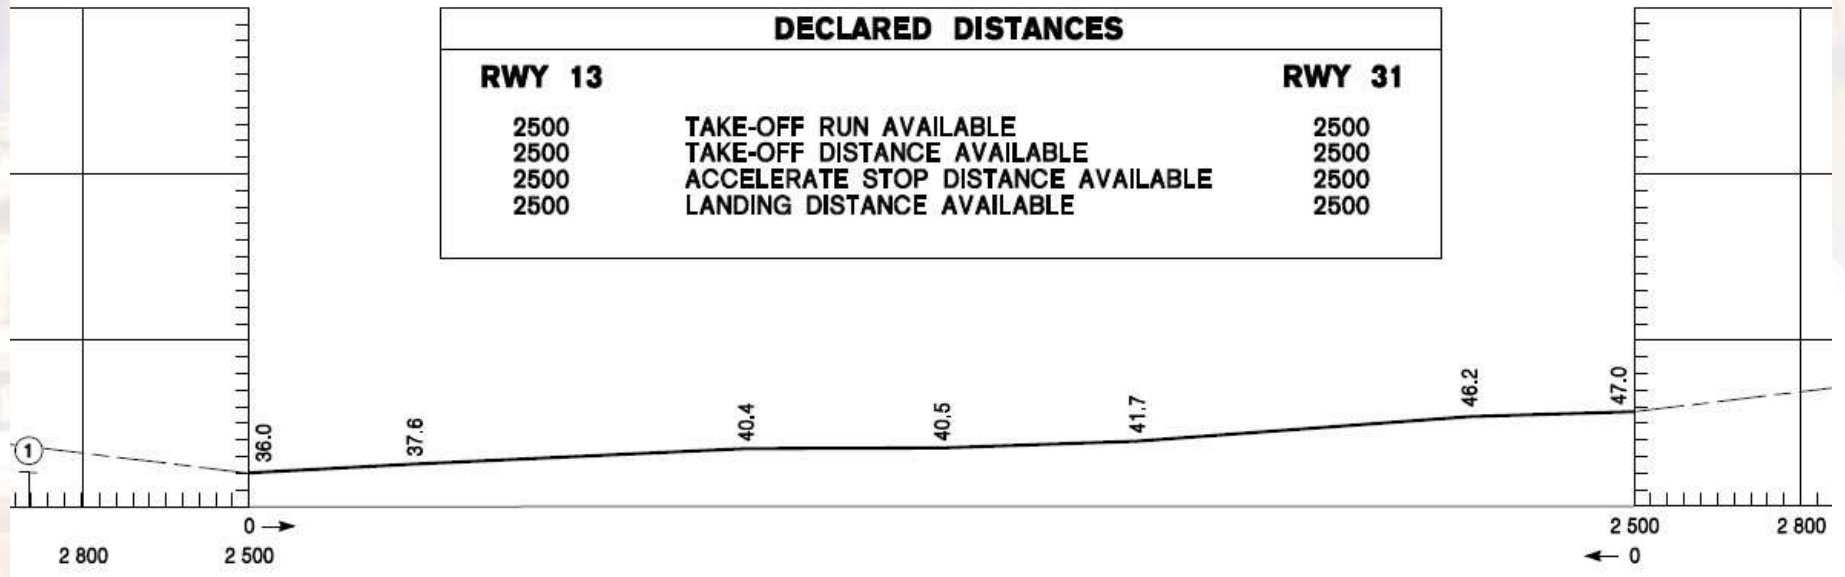 DECLARED DISTANCES
RWY 13 RWY 31
2500 TAKE-OFF RUN AVAILABLE 2500
2500 TAKE-OFF DISTANCE AVAILABLE 2500
2500 ACCELERATE STOP DISTANCE AVAILABLE 2500
2500 LANDING DISTANCE AVAILABLE 2500
1
36.0
37.6
40.4
40.5
41.7
46.2
47.0
0 → 2 500 2 800
2 800 2 500 ← 0